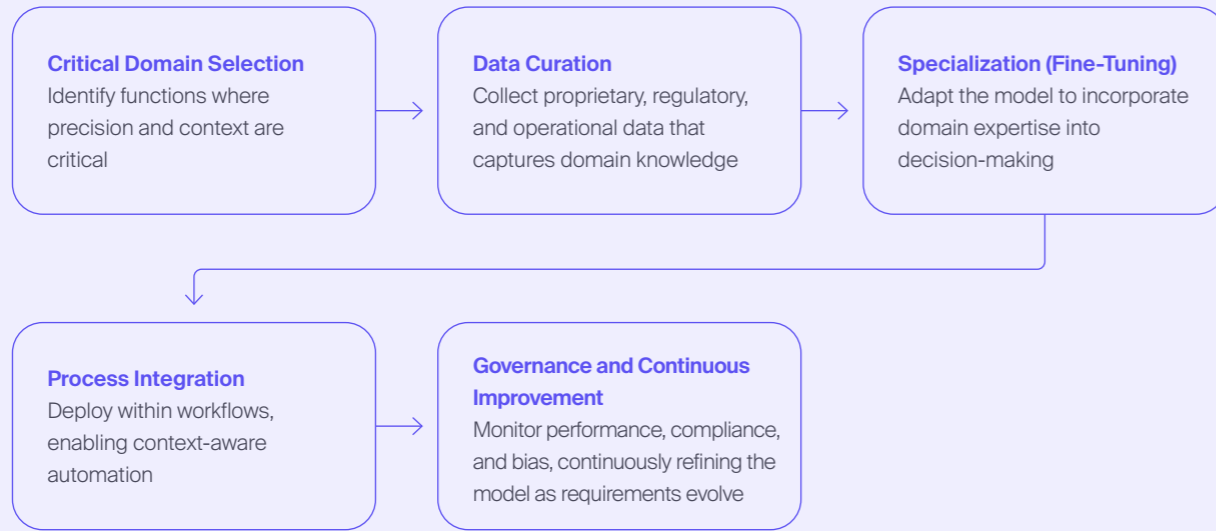 Critical Domain Selection
Identify functions where
precision and context are
critical
Data Curation
Collect proprietary, regulatory,
and operational data that
captures domain knowledge
Specialization (Fine-Tuning)
Adapt the model to incorporate
domain expertise into
decision-making
Process Integration
Deploy within workflows,
enabling context-aware
automation
Governance and Continuous
Improvement
Monitor performance, compliance,
and bias, continuously refining the
model as requirements evolve